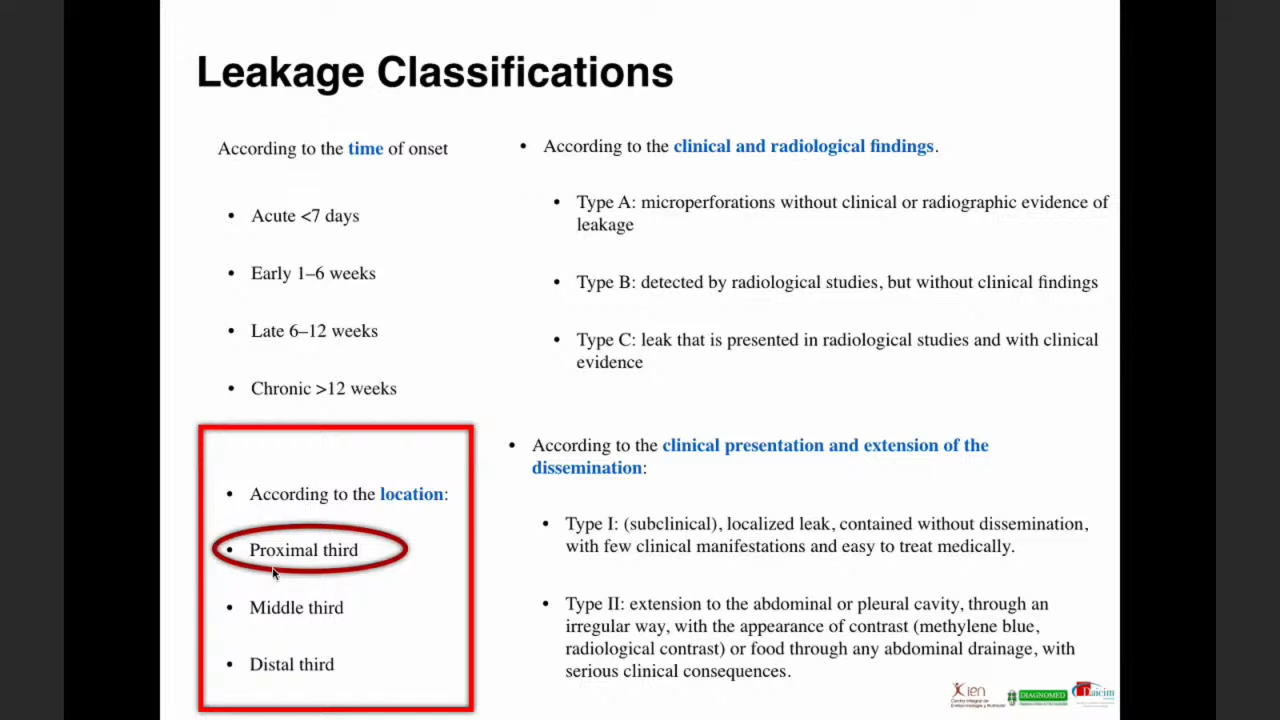 Leakage Classifications
According to the time of onset
• Acute <7 days
• Early 1–6 weeks
• Late 6–12 weeks
• Chronic >12 weeks
• According to the location:
• Proximal third
• Middle third
• Distal third
• According to the clinical and radiological findings.
• Type A: microperforations without clinical or radiographic evidence of
leakage
• Type B: detected by radiological studies, but without clinical findings
• Type C: leak that is presented in radiological studies and with clinical
evidence
• According to the clinical presentation and extension of the
dissemination:
• Type I: (subclinical), localized leak, contained without dissemination,
with few clinical manifestations and easy to treat medically.
• Type II: extension to the abdominal or pleural cavity, through an
irregular way, with the appearance of contrast (methylene blue,
radiological contrast) or food through any abdominal drainage, with
serious clinical consequences.
ien
DIAGNOMED